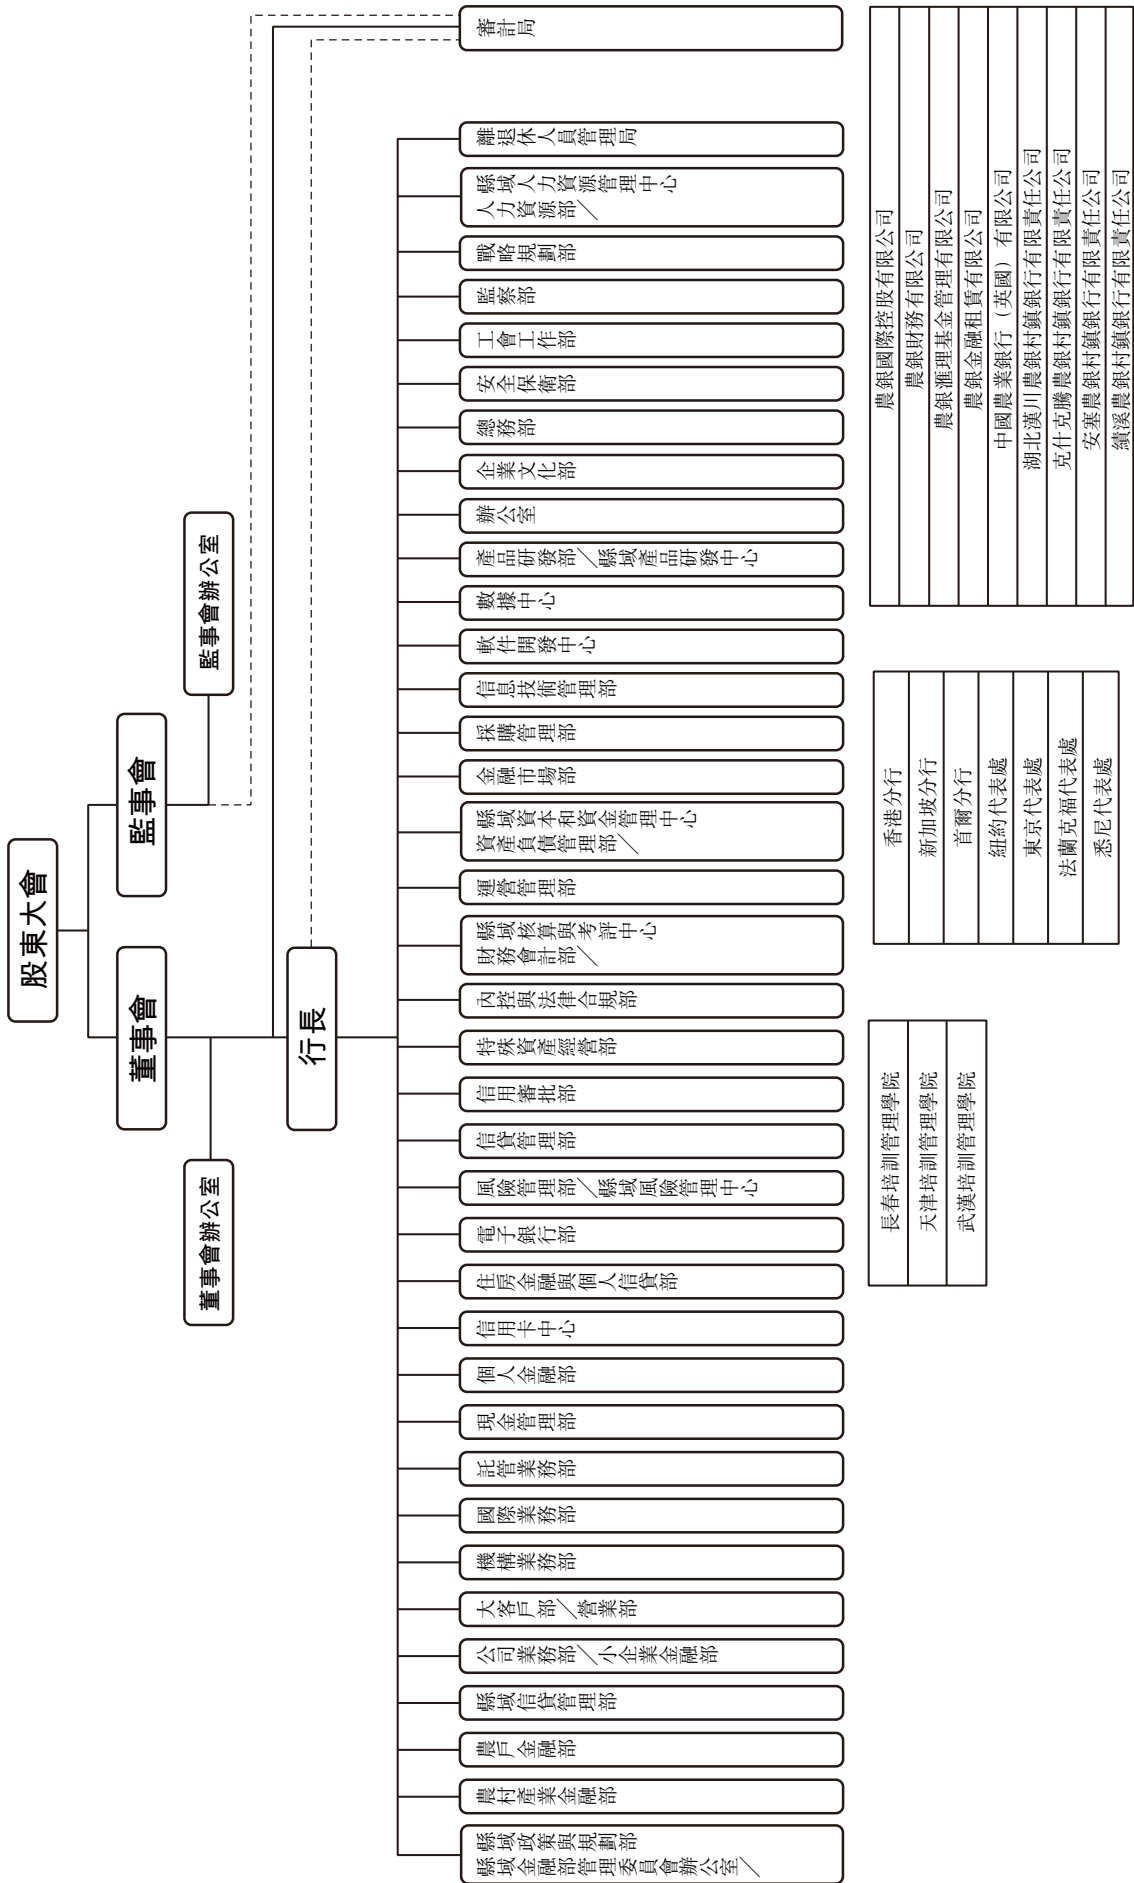 股東大會
董事會
監事會
董事會辦公室
監事會辦公室
行長
縣域金融部管理委員會辦公室／
縣域政策與規劃部
農村產業金融部
農戶金融部
縣域信貸管理部
公司業務部／小企業金融部
大客戶部／營業部
機構業務部
國際業務部
託管業務部
現金管理部
個人金融部
信用卡中心
住房金融與個人信貸部
電子銀行部
風險管理部／縣域風險管理中心
信貸管理部
信用審批部
特殊資產經營部
內控與法律合規部
財務會計部／
縣域核算與考評中心
運營管理部
資產負債管理部／
縣域資本和資金管理中心
金融市場部
採購管理部
信息技術管理部
軟件開發中心
數據中心
產品研發部／縣域產品研發中心
辦公室
企業文化部
總務部
安全保衛部
工會工作部
監察部
戰略規劃部
人力資源部／
縣域人力資源管理中心
離退休人員管理局
審計局
長春培訓管理學院
天津培訓管理學院
武漢培訓管理學院
香港分行
新加坡分行
首爾分行
紐約代表處
東京代表處
法蘭克福代表處
悉尼代表處
農銀國際控股有限公司
農銀財務有限公司
農銀滙理基金管理有限公司
農銀金融租賃有限公司
中國農業銀行（英國）有限公司
湖北漢川農銀村鎮銀行有限責任公司
克什克騰農銀村鎮銀行有限責任公司
安塞農銀村鎮銀行有限責任公司
績溪農銀村鎮銀行有限責任公司